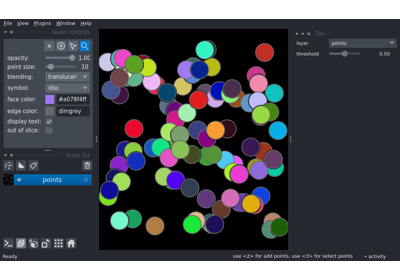 File View Plugins Window Help
layer controls
opacity: 1.00
point size: 10
blending: translucen
symbol: disc
face color: #a078f4ff
edge color: dimgrey
display text:
out of slice:
layer list
points
layer points
threshold 0.50
Ready
use <2> for add points, use <3> for select points
activity